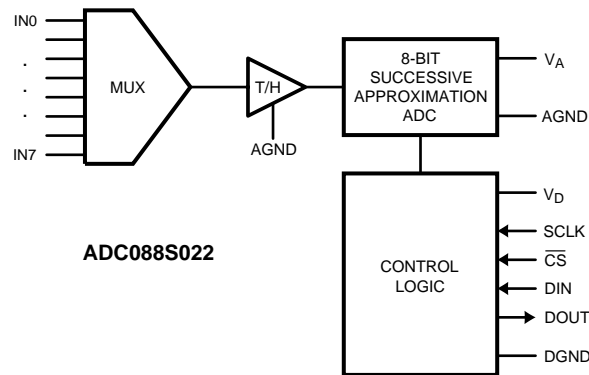 IN0
.
.
.
IN7
MUX
T/H
AGND
8-BIT
SUCCESSIVE
APPROXIMATION
ADC
VA
AGND
ADC088S022
CONTROL
LOGIC
VD
SCLK
CS
DIN
DOUT
DGND